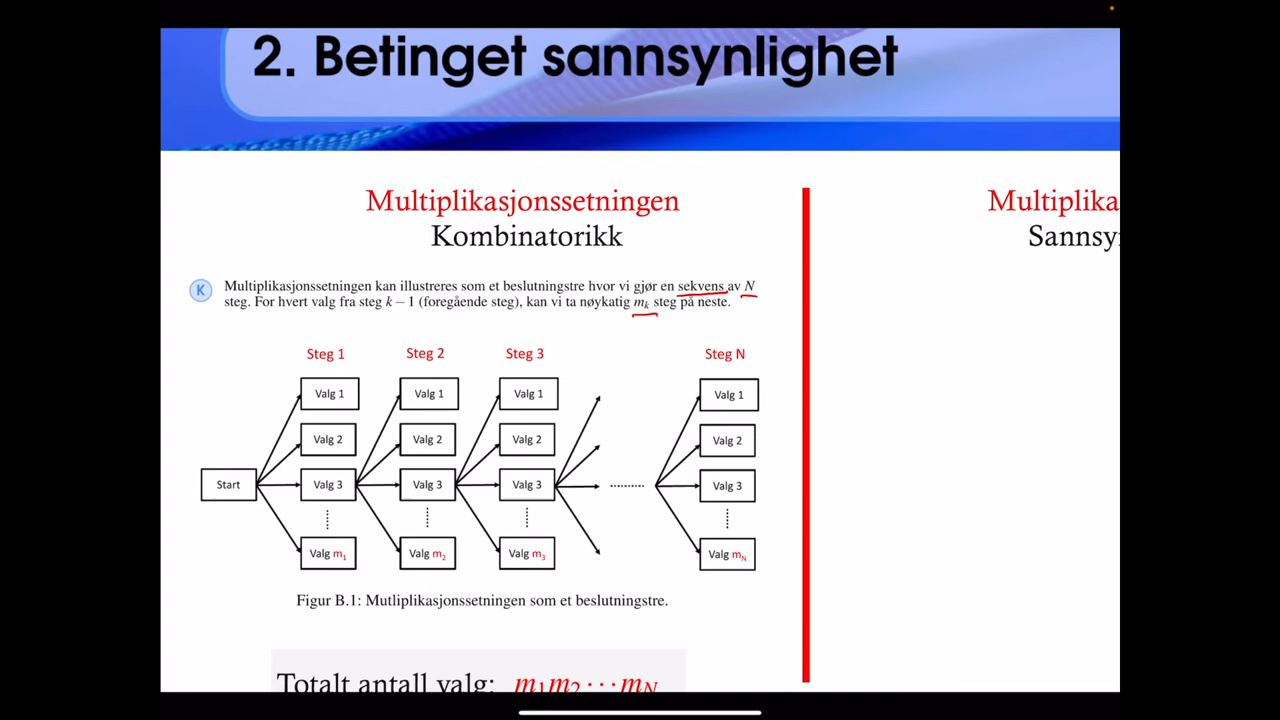 2. Betinget sannsynlighet
Multiplikasjonssetningen
Kombinatorikk
K
Multiplikasjonssetningen kan illustreres som et beslutningstre hvor vi gjør en sekvens av N
steg. For hvert valg fra steg k − 1 (foregående steg), kan vi ta nøykatig mk steg på neste.
Steg 1 Steg 2 Steg 3 Steg N
Valg 1 Valg 1 Valg 1 Valg 1
Valg 2 Valg 2 Valg 2 Valg 2
Start Valg 3 Valg 3 Valg 3 Valg 3
Valg m1 Valg m2 Valg m3 Valg mN
Figur B.1: Mutliplikasjonssetningen som et beslutningstre.
Totalt antall valg: m1m2 ··· mN
Multiplika
Sannsy